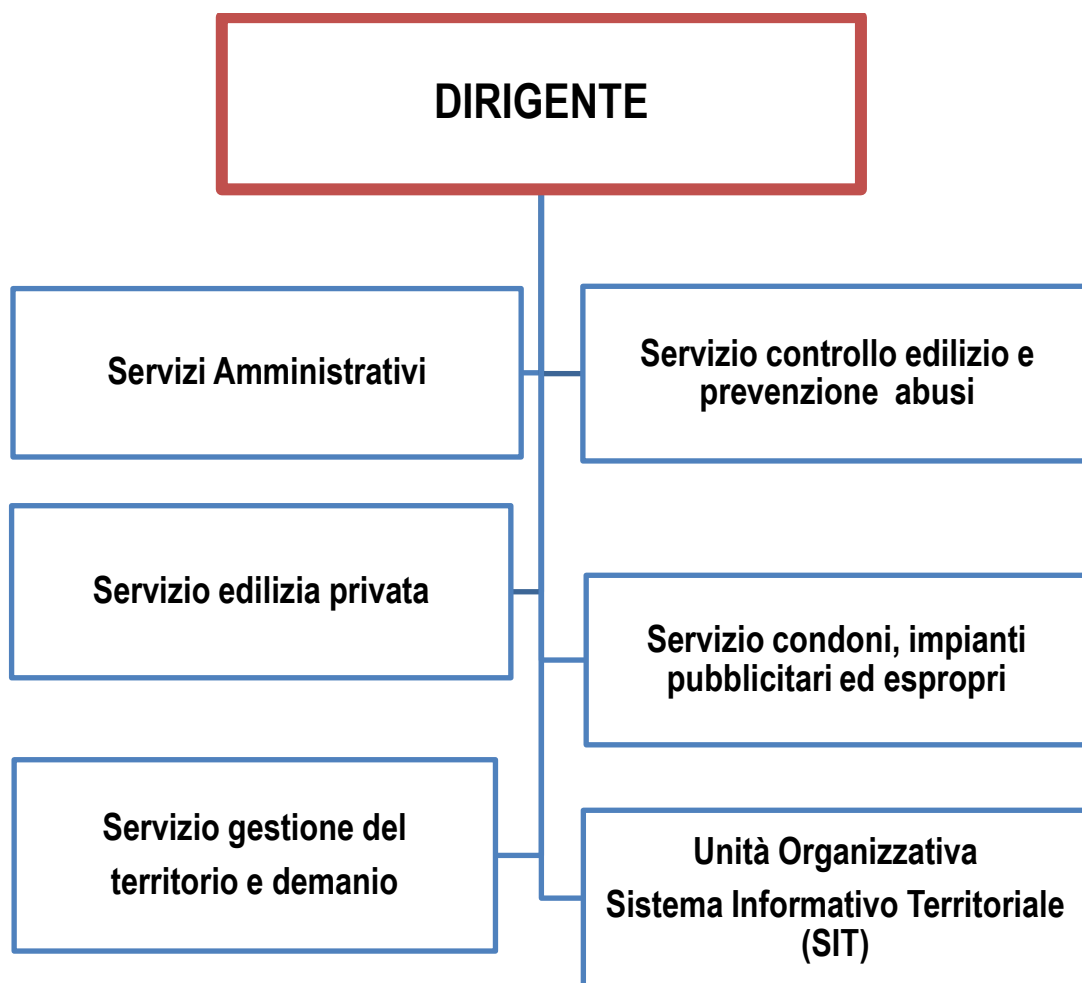 DIRIGENTE
Servizi Amministrativi
Servizio controllo edilizio e
prevenzione abusi
Servizio edilizia privata
Servizio condoni, impianti
pubblicitari ed espropri
Servizio gestione del
territorio e demanio
Unità Organizzativa
Sistema Informativo Territoriale
(SIT)